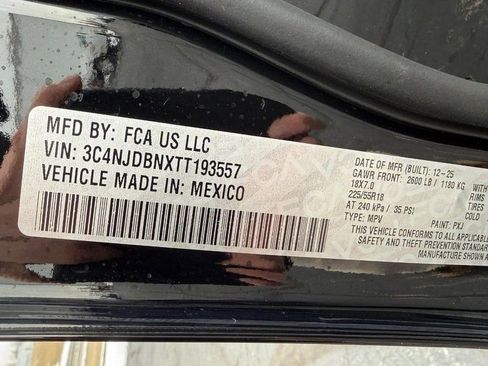 MFD BY: FCA US LLC
VIN: 3C4NJDBNXTT193557
VEHICLE MADE IN: MEXICO
DATE OF MFR (BUILT): 12-25
GAWR FRONT: 2600 LB / 1180 KG
WITH
18X7.0
RIMS
225/55R18
TIRES
AT 240 kPa / 35 PSI
COLD
TYPE: MPV
PAINT: PXJ
THIS VEHICLE CONFORMS TO ALL
SAFETY AND THEFT PREVENTION STANDARD
MANUFACTURE SHOWN A